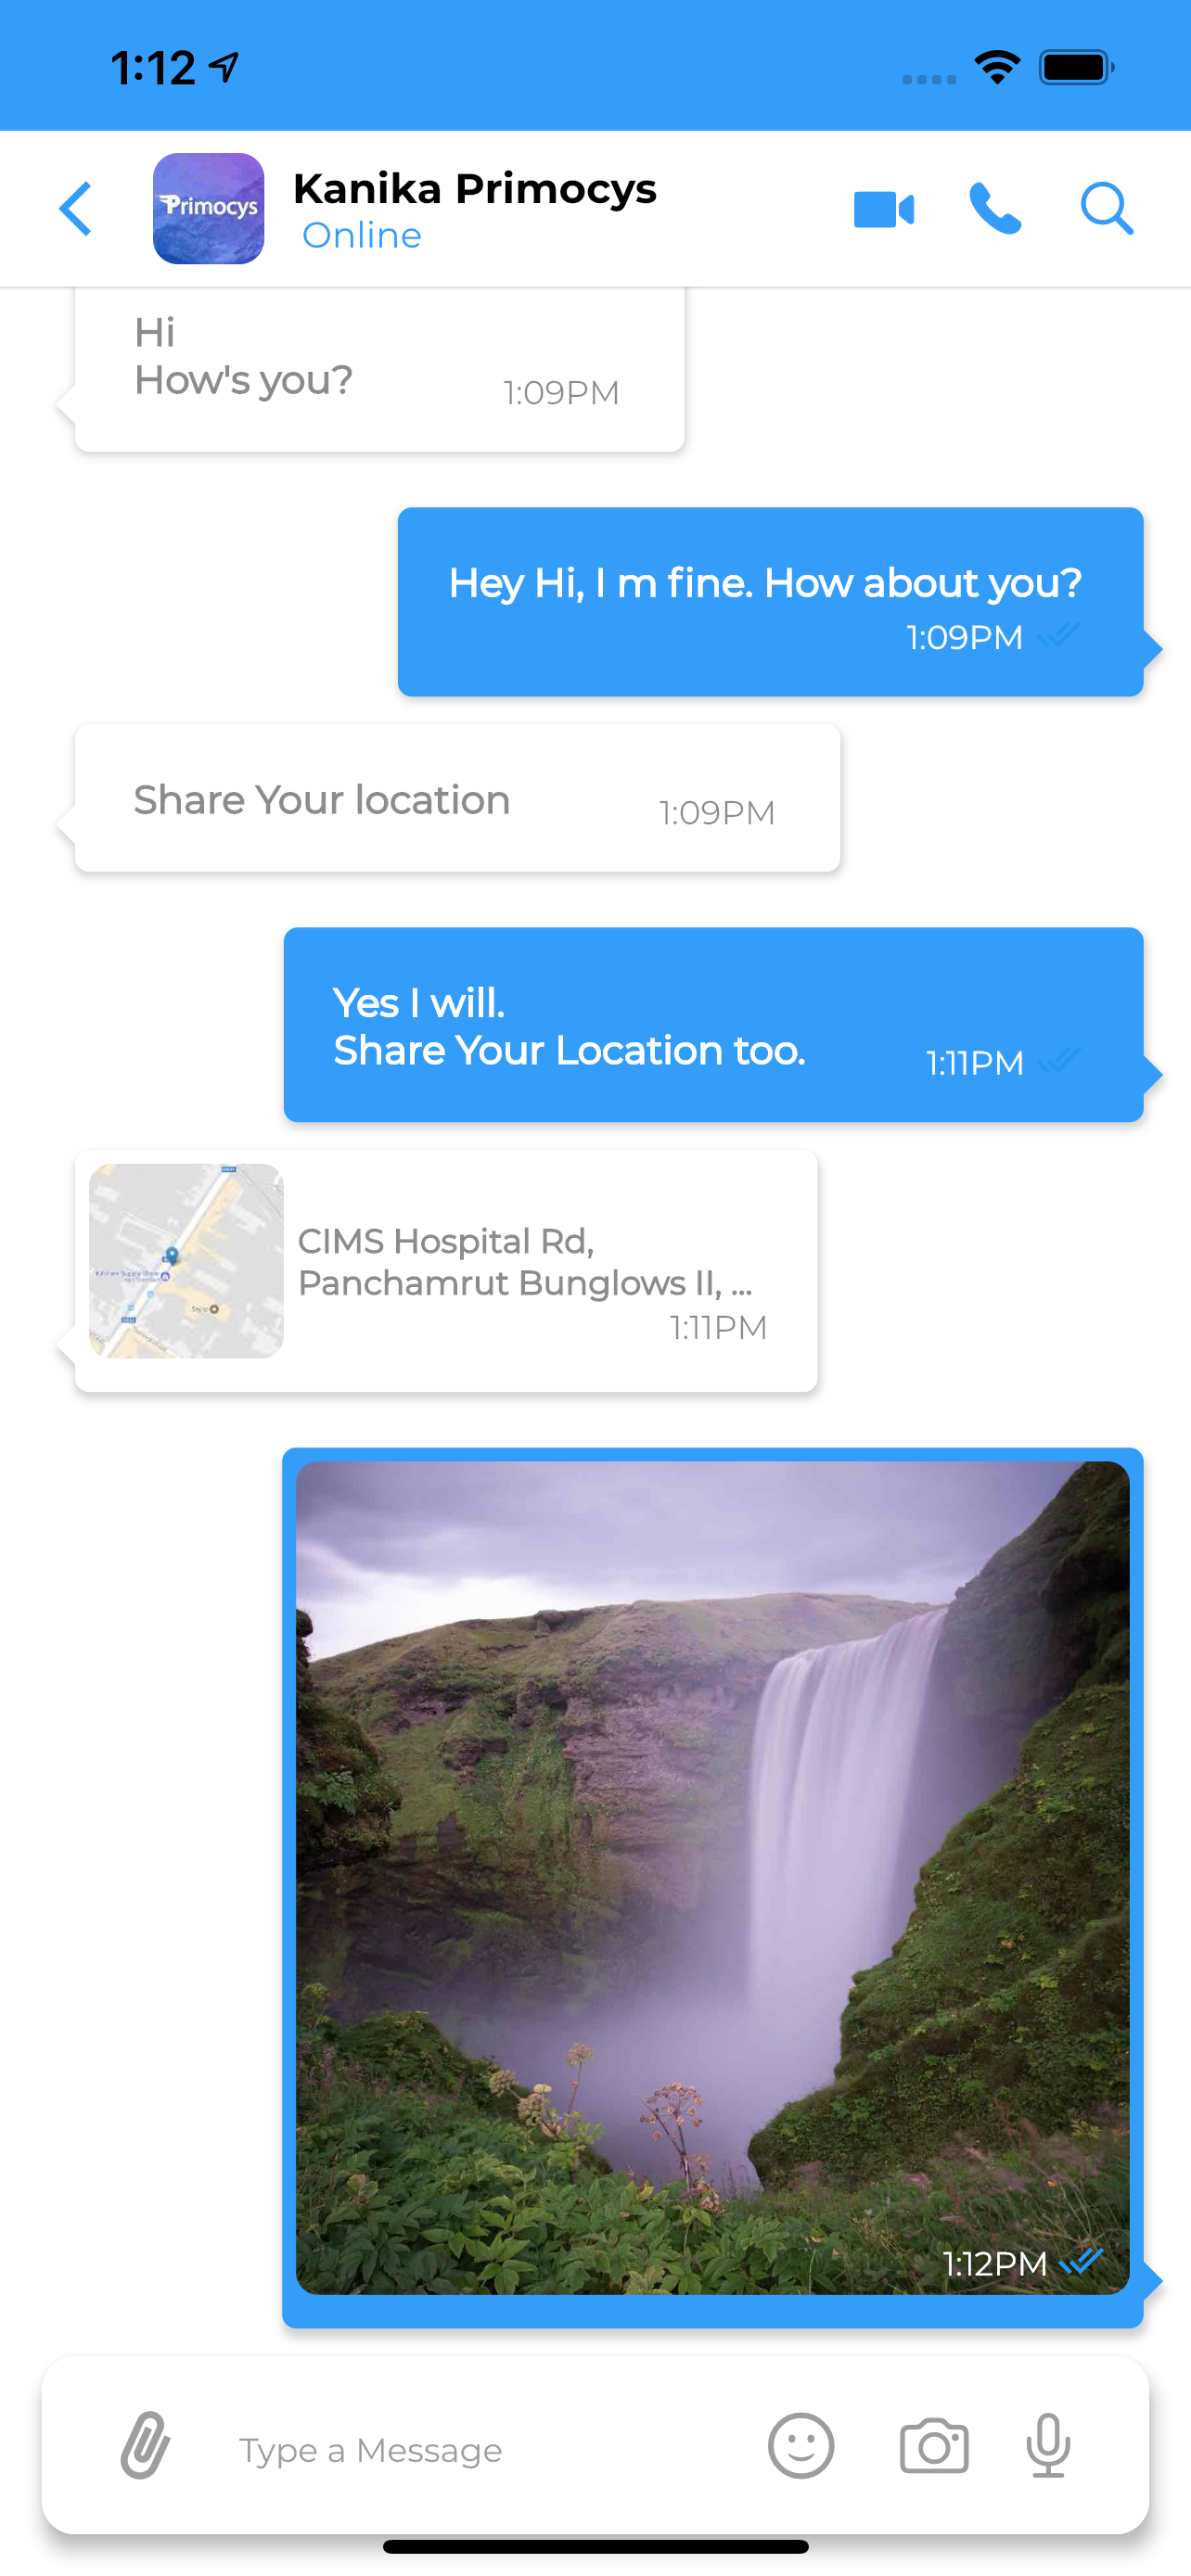 1:12
Primocys
Kanika Primocys
Online
Hi
How's you?
1:09PM
Hey Hi, I m fine. How about you?
1:09PM
Share Your location
1:09PM
Yes I will.
Share Your Location too.
1:11PM
CIMS Hospital Rd,
Panchamrut Bunglows II, ...
1:11PM
1:12PM
Type a Message